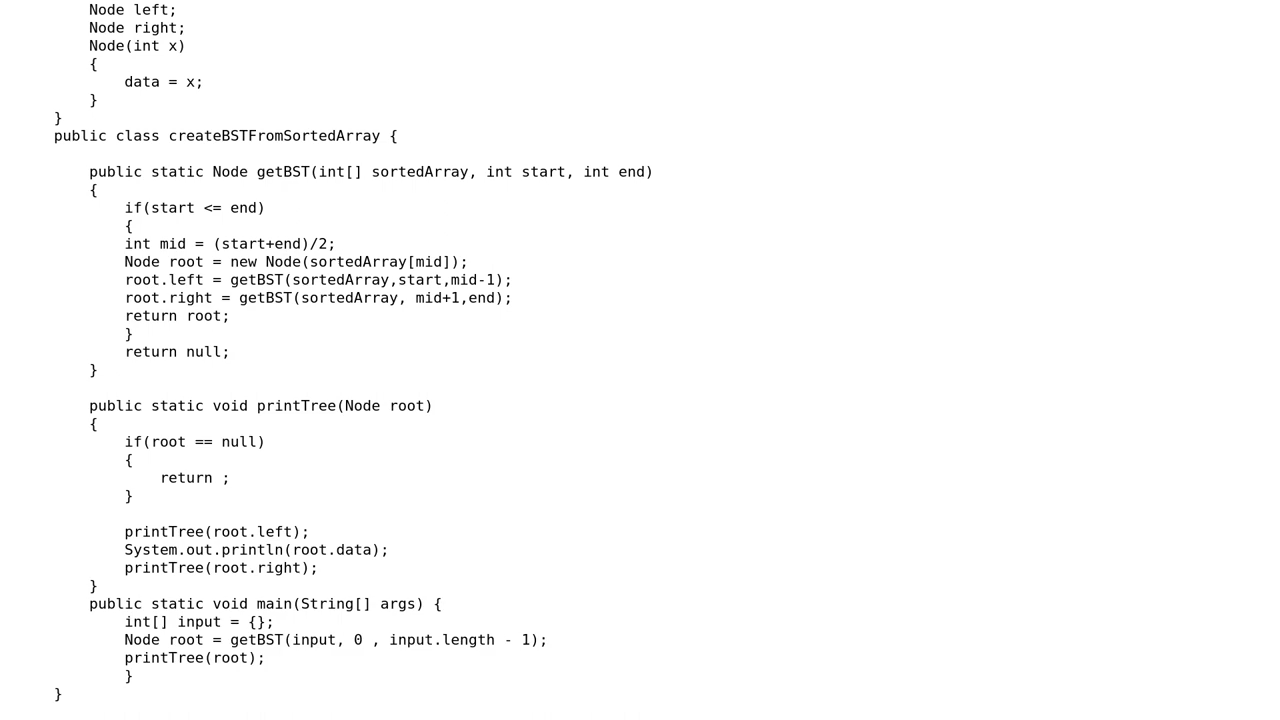 Node left;
Node right;
Node(int x)
{
data = x;
}
}
public class createBSTFromSortedArray {
public static Node getBST(int[] sortedArray, int start, int end)
{
if(start <= end)
{
int mid = (start+end)/2;
Node root = new Node(sortedArray[mid]);
root.left = getBST(sortedArray,start,mid-1);
root.right = getBST(sortedArray, mid+1,end);
return root;
}
return null;
}
public static void printTree(Node root)
{
if(root == null)
{
return ;
}
printTree(root.left);
System.out.println(root.data);
printTree(root.right);
}
public static void main(String[] args) {
int[] input = {};
Node root = getBST(input, 0 , input.length - 1);
printTree(root);
}
}